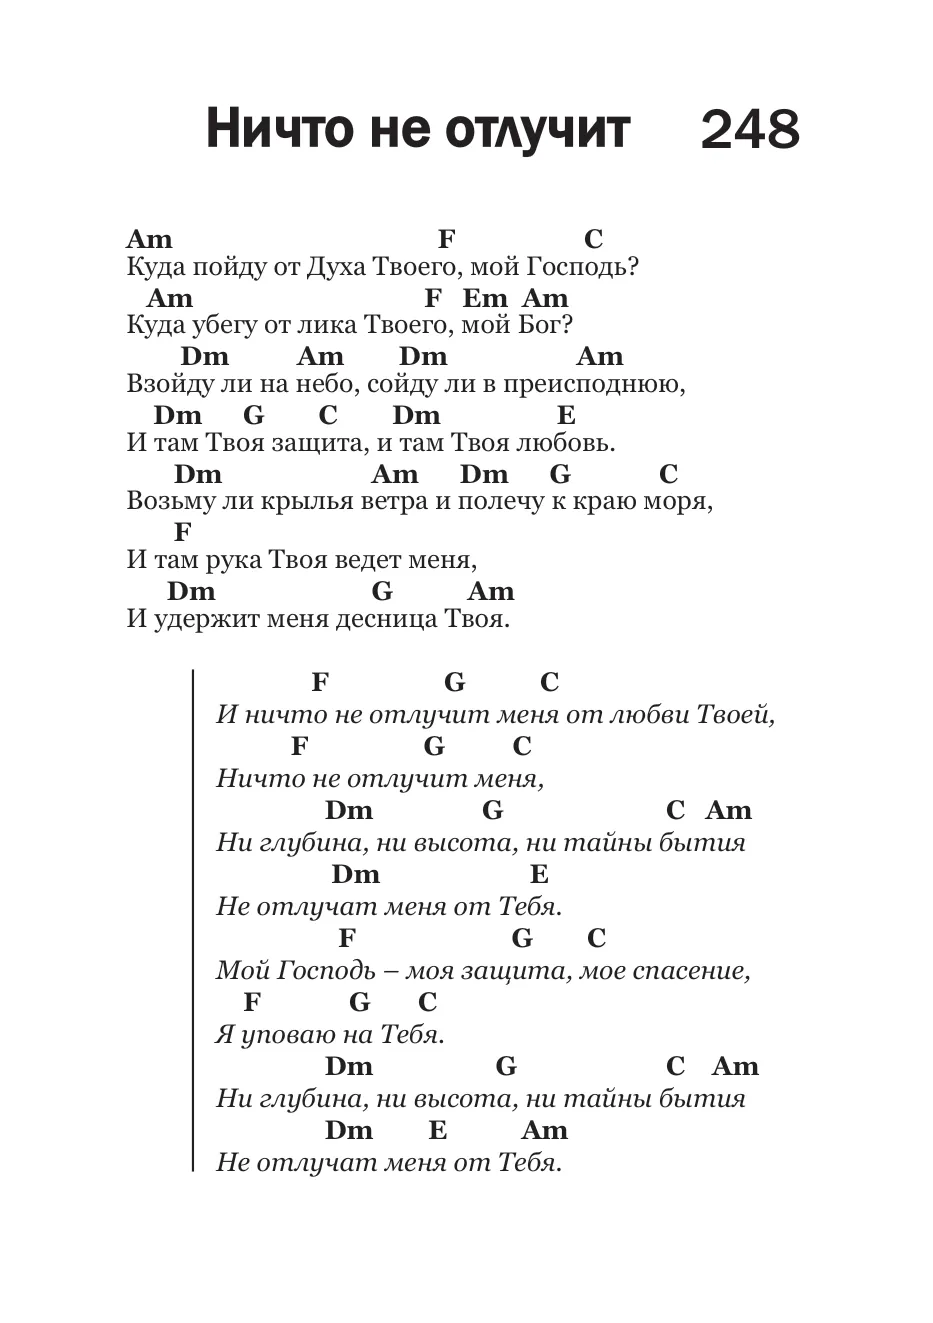 Ничто не отлучит 248
Am F C
Куда пойду от Духа Твоего, мой Господь?
Am F Em Am
Куда убегу от лика Твоего, мой Бог?
Dm Am Dm Am
Взойду ли на небо, сойду ли в преисподнюю,
Dm G C Dm E
И там Твоя защита, и там Твоя любовь.
Dm Am Dm G C
Возьму ли крылья ветра и полечу к краю моря,
F
И там рука Твоя ведет меня,
Dm G Am
И удержит меня десница Твоя.
F G C
И ничто не отлучит меня от любви Твоей,
F G C
Ничто не отлучит меня,
Dm G C Am
Ни глубина, ни высота, ни тайны бытия
Dm E
Не отлучат меня от Тебя.
F G C
Мой Господь – моя защита, мое спасение,
F G C
Я уповаю на Тебя.
Dm G C Am
Ни глубина, ни высота, ни тайны бытия
Dm E Am
Не отлучат меня от Тебя.